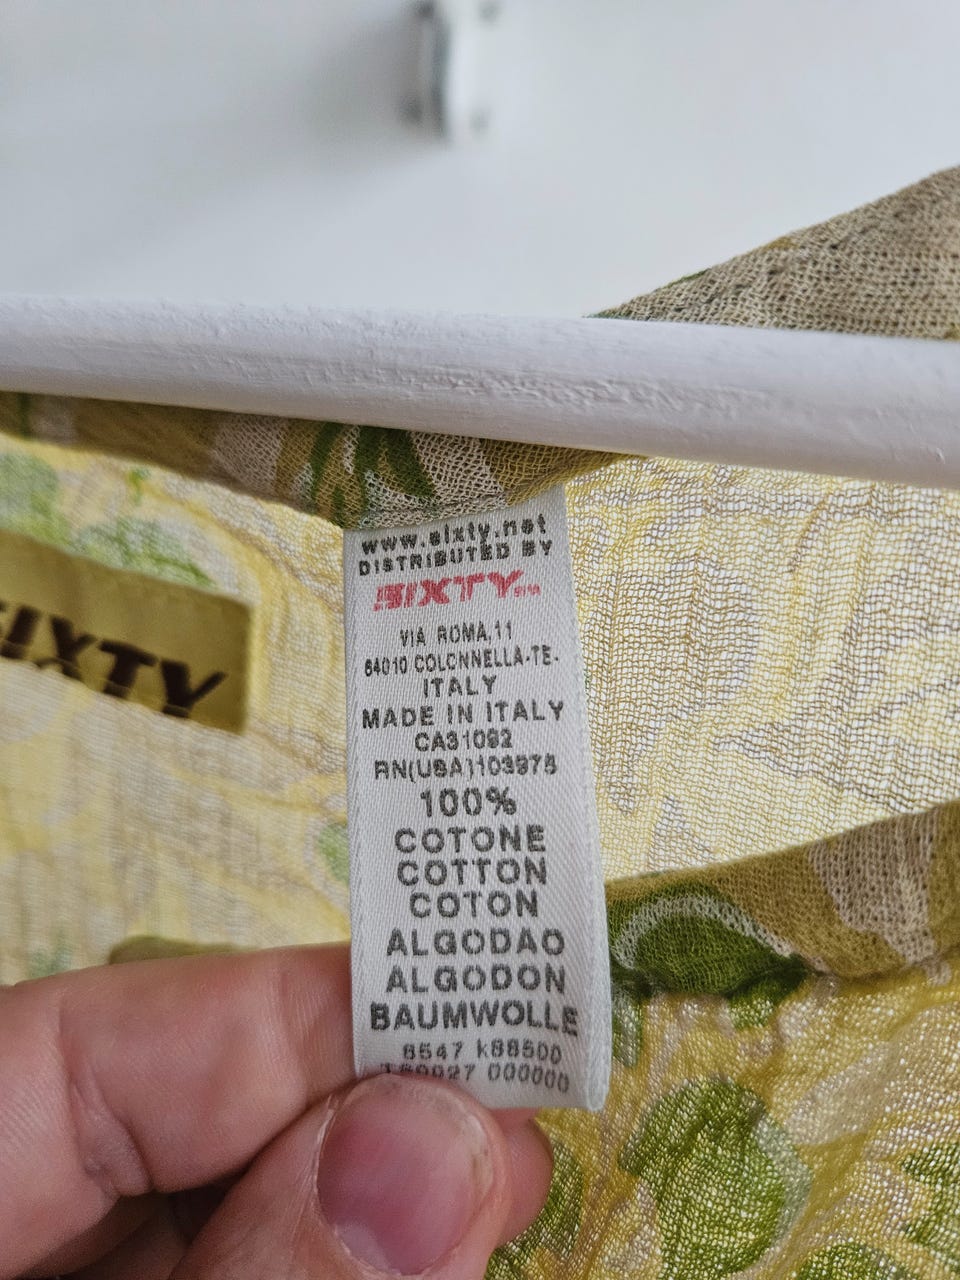 www.sixty.net
DISTRIBUTED BY
SIXTY
VIA ROMA,11
64010 COLONNELLA-TE-
ITALY
MADE IN ITALY
CA31092
RN(USA)103975
100%
COTONE
COTTON
COTON
ALGODAO
ALGODON
BAUMWOLLE
6547 k88500
000000
SIXTY